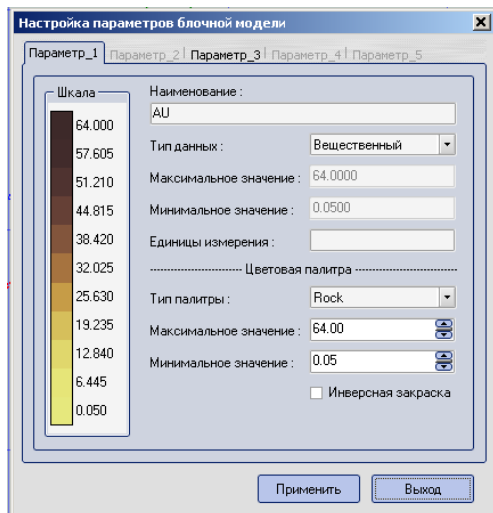 Настройка параметров блочной модели
Параметр_1 Параметр_2 Параметр_3 Параметр_4 Параметр_5
Шкала
64.000
57.605
51.210
44.815
38.420
32.025
25.630
19.235
12.840
6.445
0.050
Наименование :
AU
Тип данных : Вещественный
Максимальное значение : 64.0000
Минимальное значение : 0.0500
Единицы измерения :
Цветовая палитра
Тип палитры : Rock
Максимальное значение : 64.00
Минимальное значение : 0.05
Инверсная закраска
Применить Выход